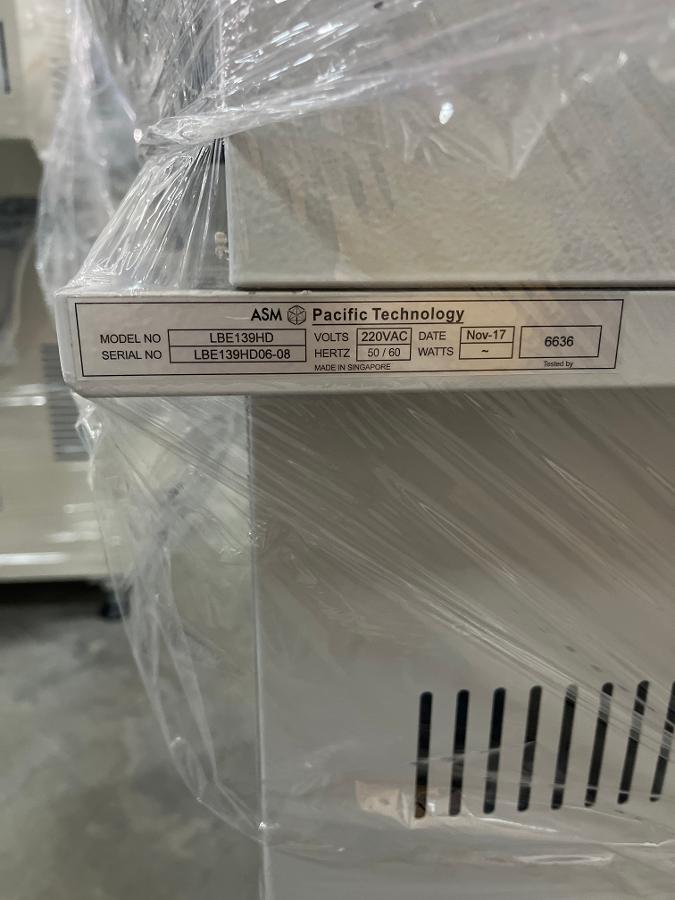 ASM Pacific Technology
MODEL NO LBE139HD VOLTS 220VAC DATE Nov-17 6636
SERIAL NO LBE139HD06-08 HERTZ 50 / 60 WATTS ~
MADE IN SINGAPORE Tested by